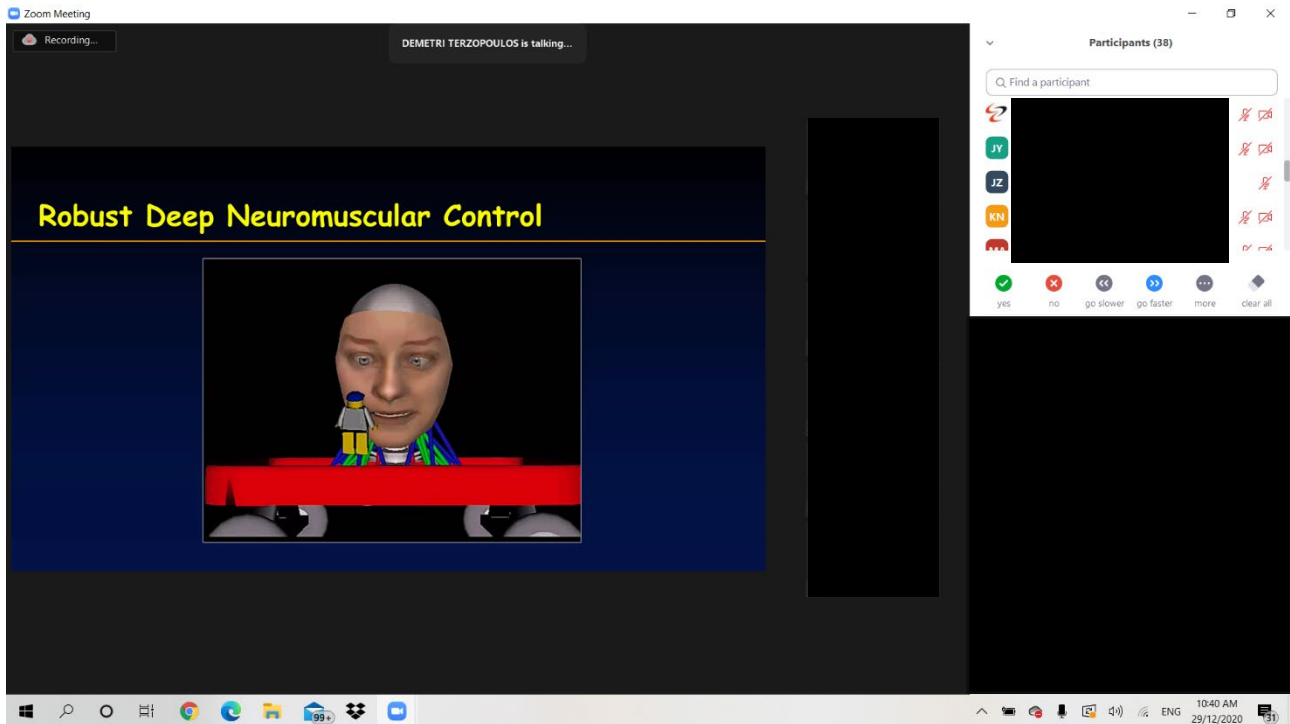 Zoom Meeting
Recording...
DEMETRI TERZOPOULOS is talking...
Participants (38)
Find a participant
JY
JZ
KN
MA
Robust Deep Neuromuscular Control
yes
no
go slower
go faster
more
clear all
99+
ENG
10:40 AM
29/12/2020
31